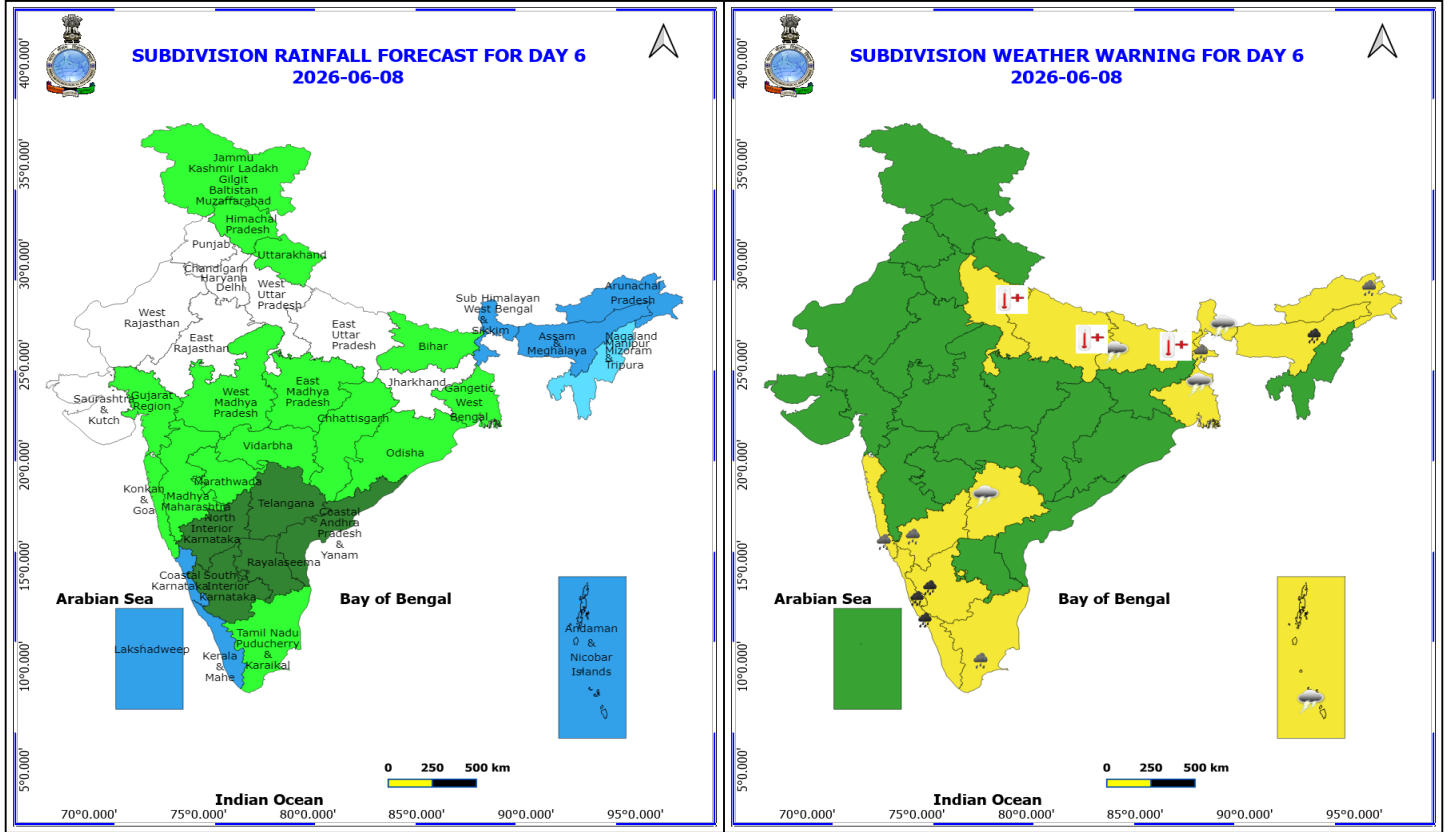 SUBDIVISION RAINFALL FORECAST FOR DAY 6
2026-06-08
40°0.000'
35°0.000'
30°0.000'
25°0.000'
20°0.000'
15°0.000'
10°0.000'
5°0.000'
Jammu
Kashmir Ladakh
Gilgit
Baltistan
Muzaffarabad
Himachal
Pradesh
Punjab
Uttarakhand
Chandigarh
Haryana
Delhi
West
Uttar
Pradesh
West
Rajasthan
East
Rajasthan
East
Uttar
Pradesh
Sub Himalayan
West Bengal
&
Sikkim
Arunachal
Pradesh
Assam
&
Meghalaya
Nagaland
Manipur
Mizoram
&
Tripura
Bihar
Jharkhand
Gangetic
West
Bengal
Saurashtra
&
Kutch
Gujarat
Region
West
Madhya
Pradesh
East
Madhya
Pradesh
Chhattisgarh
Vidarbha
Odisha
Konkan
&
Goa
Madhya
Maharashtra
Marathwada
Telangana
North
Interior
Karnataka
Coastal
Andhra
Pradesh
&
Yanam
Rayalaseema
Coastal
Karnataka
South
Interior
Karnataka
Arabian Sea
Bay of Bengal
Lakshadweep
Kerala
&
Mahe
Tamil Nadu
Puducherry
&
Karaikal
Andaman
&
Nicobar
Islands
0 250 500 km
Indian Ocean
70°0.000' 75°0.000' 80°0.000' 85°0.000' 90°0.000' 95°0.000'
SUBDIVISION WEATHER WARNING FOR DAY 6
2026-06-08
40°0.000'
35°0.000'
30°0.000'
25°0.000'
20°0.000'
15°0.000'
10°0.000'
5°0.000'
Arabian Sea
Bay of Bengal
0 250 500 km
Indian Ocean
70°0.000' 75°0.000' 80°0.000' 85°0.000' 90°0.000' 95°0.000'